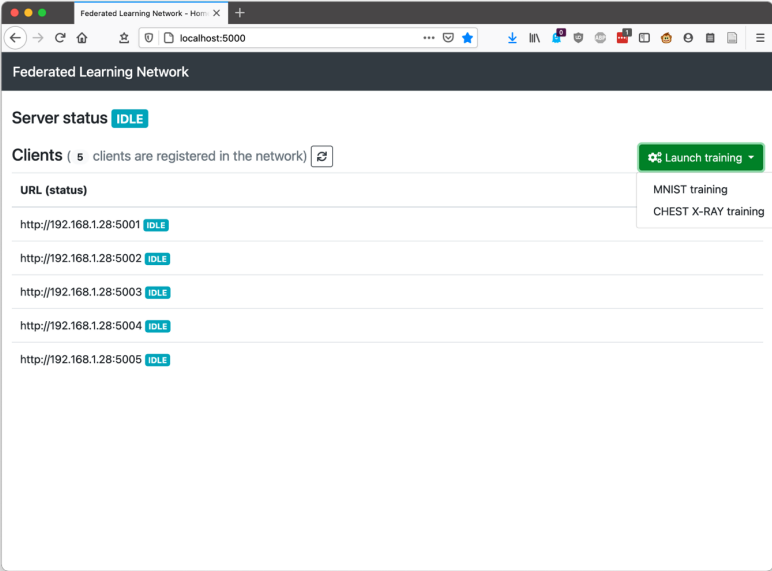 Federated Learning Network - Hom
localhost:5000
0
ABP
1
Federated Learning Network
Server status IDLE
Clients ( 5 clients are registered in the network)
Launch training
MNIST training
CHEST X-RAY training
URL (status)
http://192.168.1.28:5001 IDLE
http://192.168.1.28:5002 IDLE
http://192.168.1.28:5003 IDLE
http://192.168.1.28:5004 IDLE
http://192.168.1.28:5005 IDLE